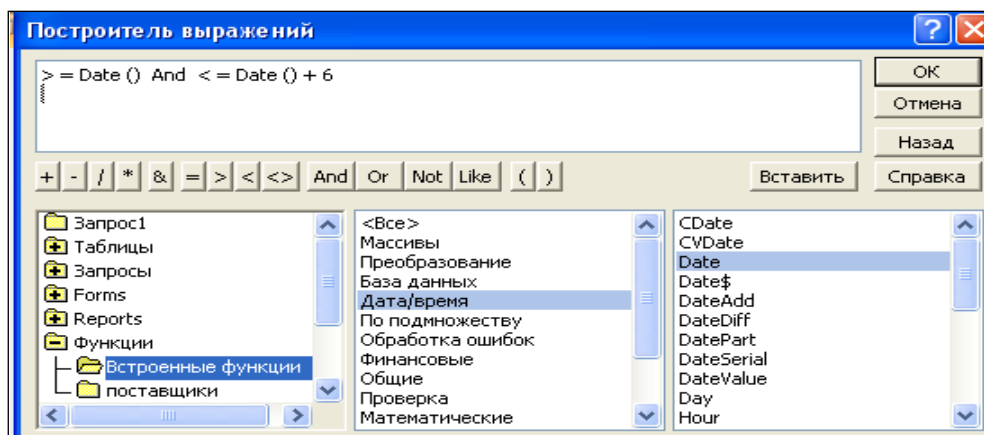 Построитель выражений
> = Date () And < = Date () + 6
ОК
Отмена
Назад
+ - / * & = > < <> And Or Not Like ( )
Вставить
Справка
Запрос1
Таблицы
Запросы
Forms
Reports
Функции
Встроенные функции
поставщики
<Все>
Массивы
Преобразование
База данных
Дата/время
По подмножеству
Обработка ошибок
Финансовые
Общие
Проверка
Математические
CDate
CVDate
Date
Date$
DateAdd
DateDiff
DatePart
DateSerial
DateValue
Day
Hour